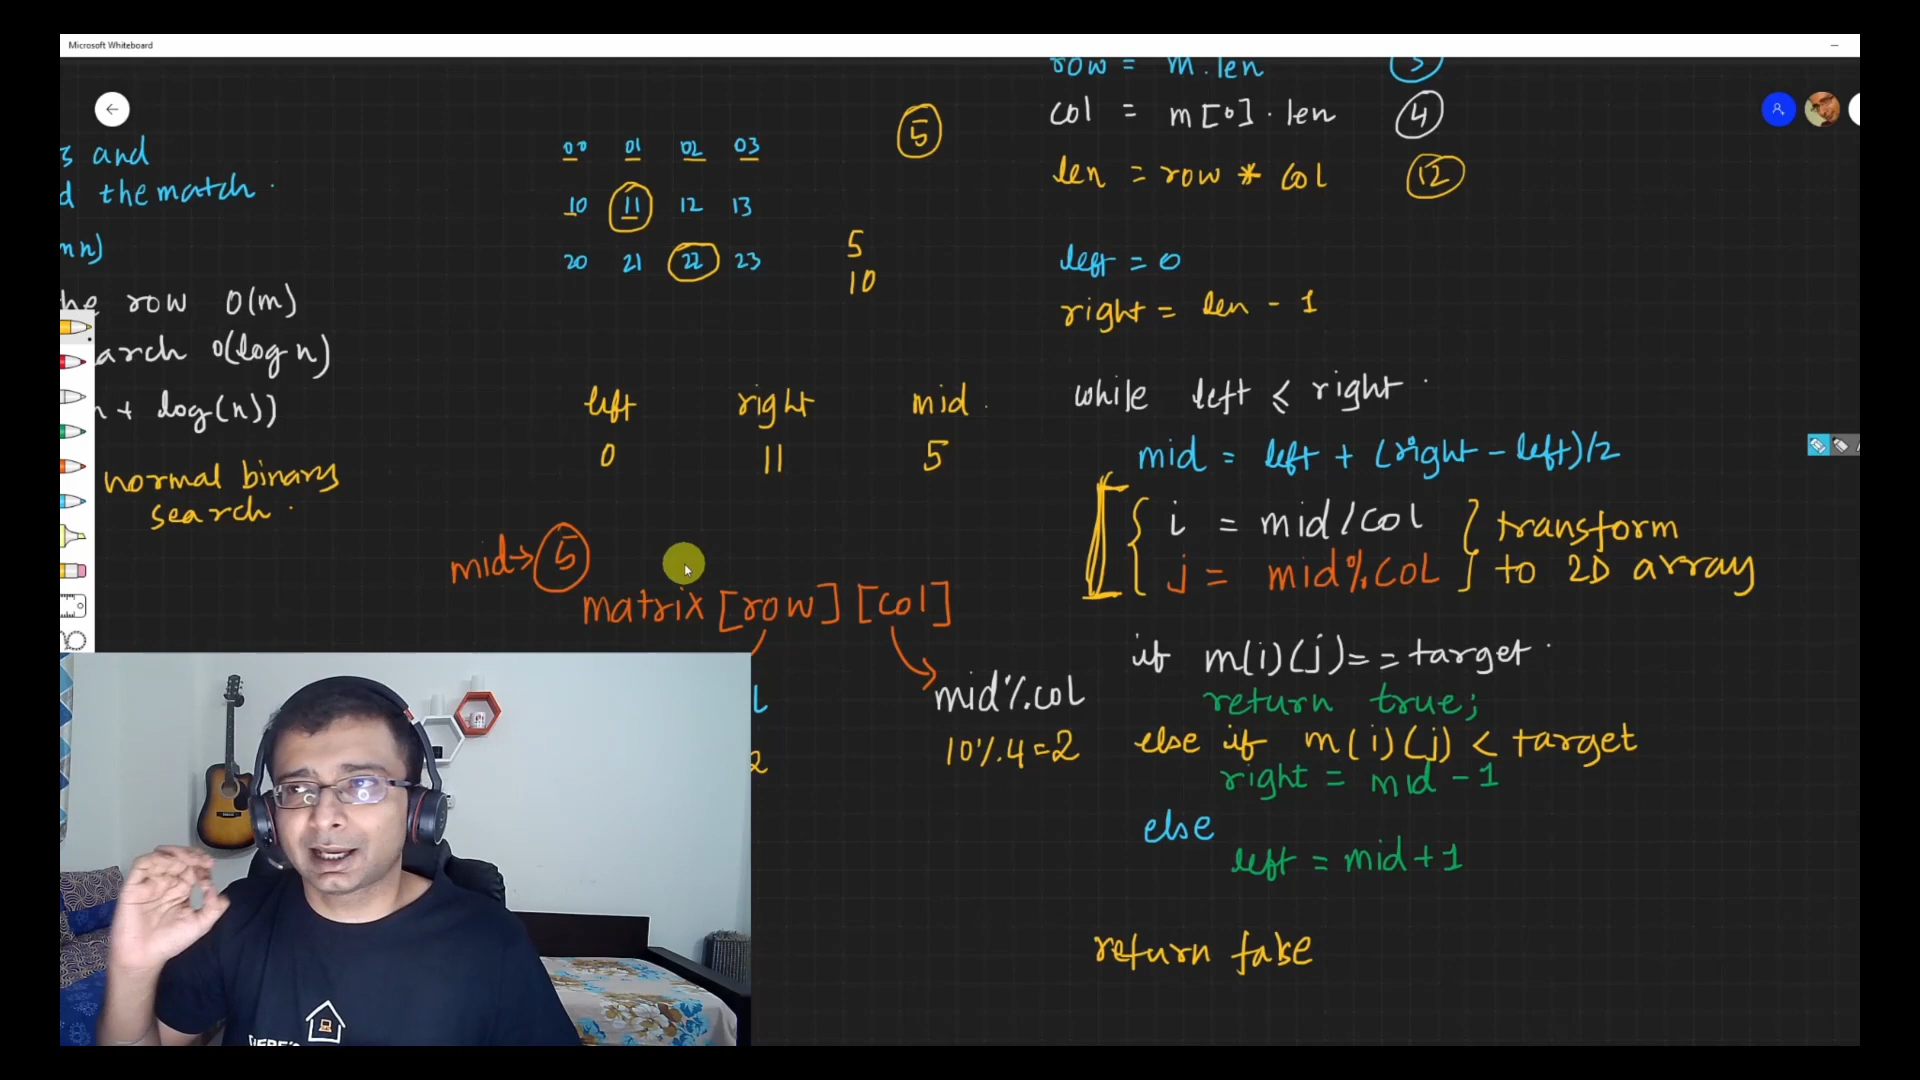 Microsoft Whiteboard
and
the match.
row O(m)
arch O(log n)
+ log(n))
normal binary
search.
00 01 02 03
10 11 12 13
20 21 22 23
5
5
10
left right mid.
0 11 5
mid → 5
matrix [row] [col]
mid%col
10%4=2
2
row = m.len
col = m[0].len 4
len = row * col 12
left = 0
right = len - 1
while left ≤ right.
mid = left + (right - left)/2
i = mid/col
j = mid%col
transform
to 2D array
if m(i)(j)==target.
return true;
else if m(i)(j) < target
right = mid - 1
else
left = mid+1
return false